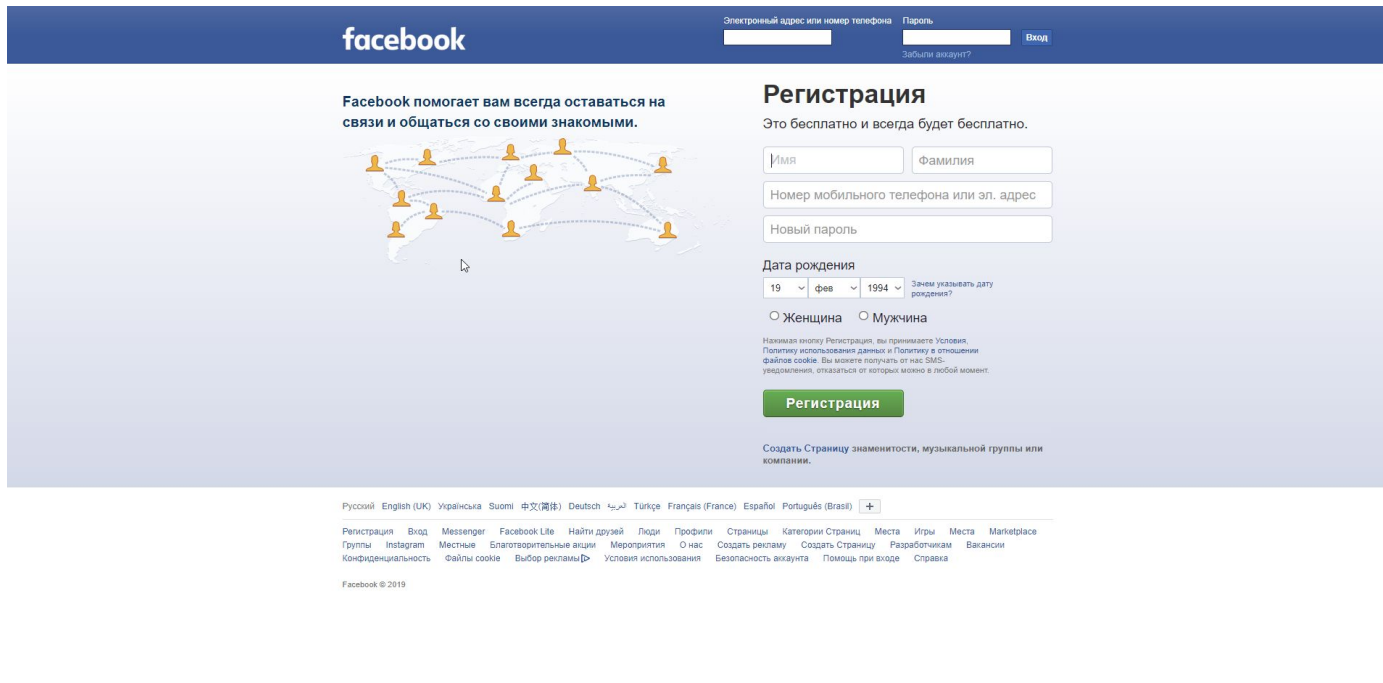 facebook
Электронный адрес или номер телефона
Пароль
Вход
Забыли аккаунт?
Facebook помогает вам всегда оставаться на
связи и общаться со своими знакомыми.
Регистрация
Это бесплатно и всегда будет бесплатно.
Имя
Фамилия
Номер мобильного телефона или эл. адрес
Новый пароль
Дата рождения
19 фев 1994
Зачем указывать дату
рождения?
Женщина Мужчина
Нажимая кнопку Регистрация, вы принимаете Условия,
Политику использования данных и Политику в отношении
файлов cookie. Вы можете получать от нас SMS-
уведомления, отказаться от которых можно в любой момент.
Регистрация
Создать Страницу знаменитости, музыкальной группы или
компании.
Русский English (UK) Українська Suomi 中文(简体) Deutsch العربية Türkçe Français (France) Español Português (Brasil) +
Регистрация Вход Messenger Facebook Lite Найти друзей Люди Профили Страницы Категории Страниц Места Игры Места Marketplace
Группы Instagram Местные Благотворительные акции Мероприятия О нас Создать рекламу Создать Страницу Разработчикам Вакансии
Конфиденциальность Файлы cookie Выбор рекламы Условия использования Безопасность аккаунта Помощь при входе Справка
Facebook © 2019